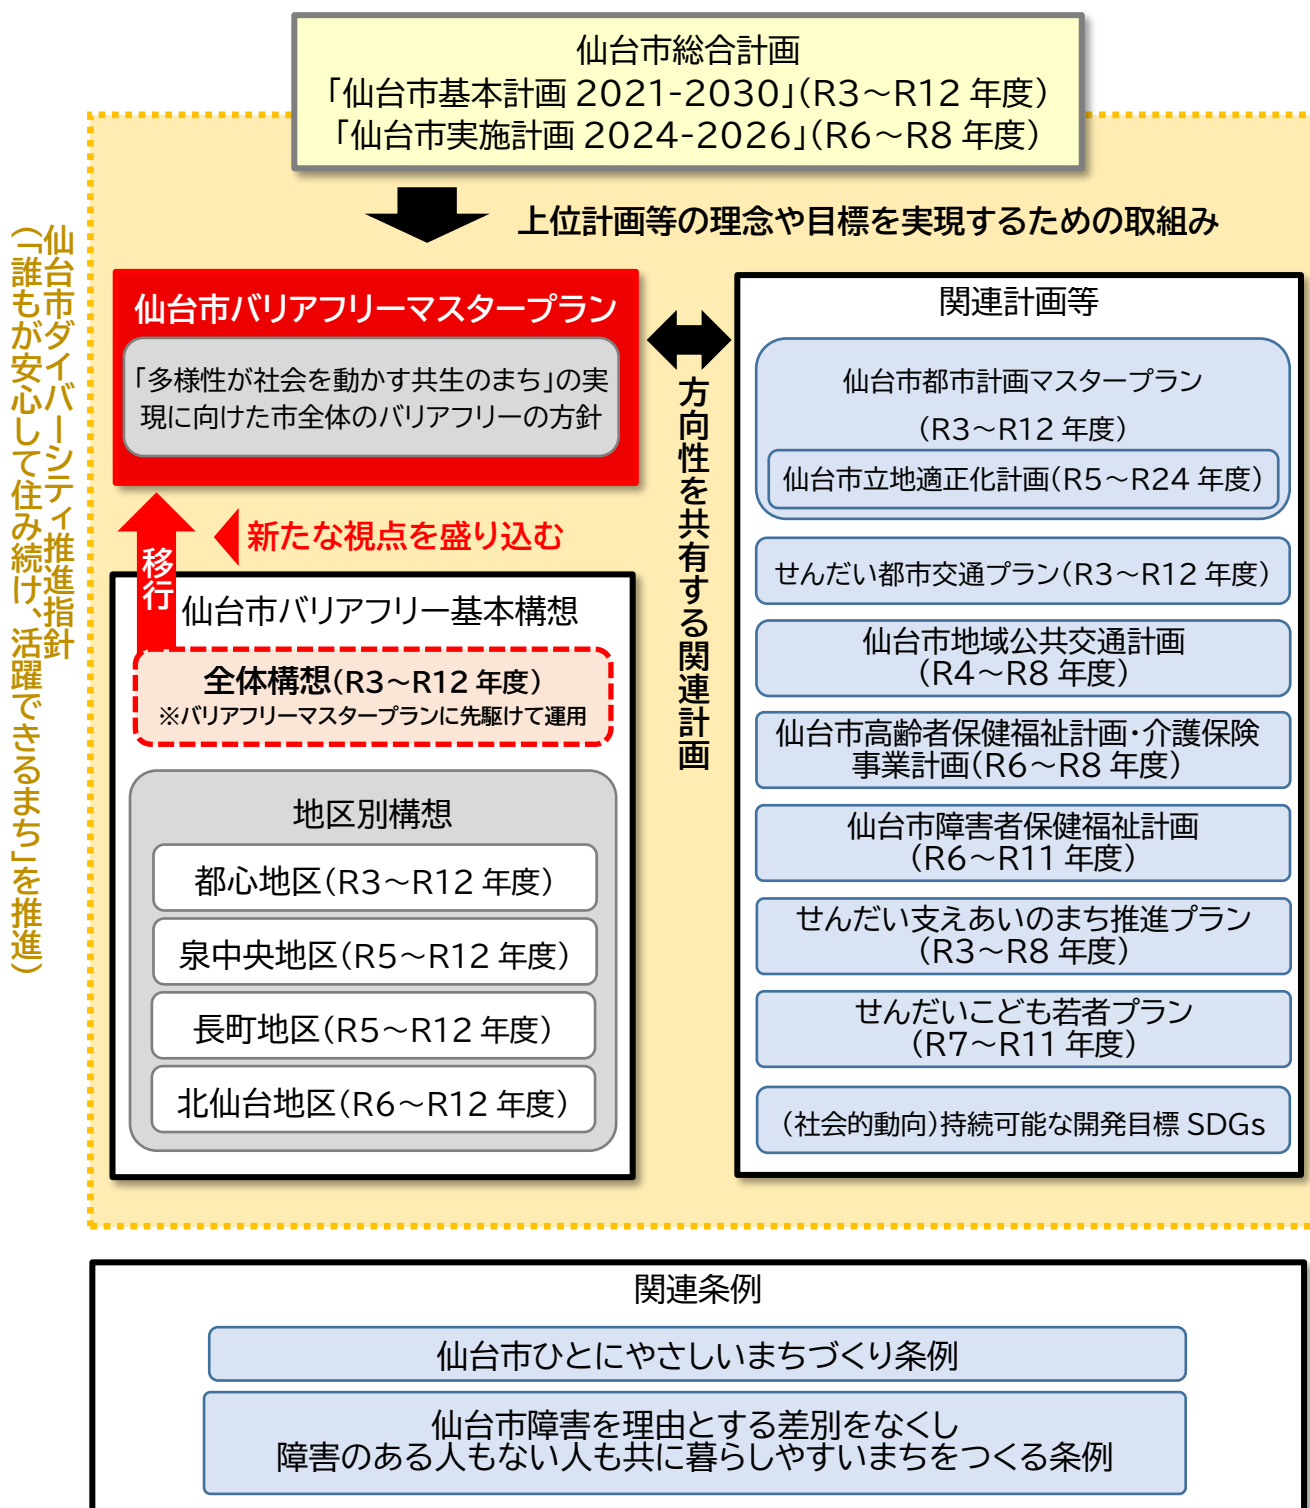 仙台市総合計画
「仙台市基本計画 2021-2030」(R3～R12 年度)
「仙台市実施計画 2024-2026」(R6～R8 年度)
上位計画等の理念や目標を実現するための取組み
仙台市ダイバーシティ推進指針
(「誰もが安心して住み続け、活躍できるまち」を推進)
仙台市バリアフリーマスタープラン
「多様性が社会を動かす共生のまち」の実
現に向けた市全体のバリアフリーの方針
新たな視点を盛り込む
移行
仙台市バリアフリー基本構想
全体構想(R3～R12 年度)
※バリアフリーマスタープランに先駆けて運用
地区別構想
都心地区(R3～R12 年度)
泉中央地区(R5～R12 年度)
長町地区(R5～R12 年度)
北仙台地区(R6～R12 年度)
方向性を共有する関連計画
関連計画等
仙台市都市計画マスタープラン
(R3～R12 年度)
仙台市立地適正化計画(R5～R24 年度)
せんだい都市交通プラン(R3～R12 年度)
仙台市地域公共交通計画
(R4～R8 年度)
仙台市高齢者保健福祉計画・介護保険
事業計画(R6～R8 年度)
仙台市障害者保健福祉計画
(R6～R11 年度)
せんだい支えあいのまち推進プラン
(R3～R8 年度)
せんだいこども若者プラン
(R7～R11 年度)
(社会的動向)持続可能な開発目標 SDGs
関連条例
仙台市ひとにやさしいまちづくり条例
仙台市障害を理由とする差別をなくし
障害のある人もない人も共に暮らしやすいまちをつくる条例